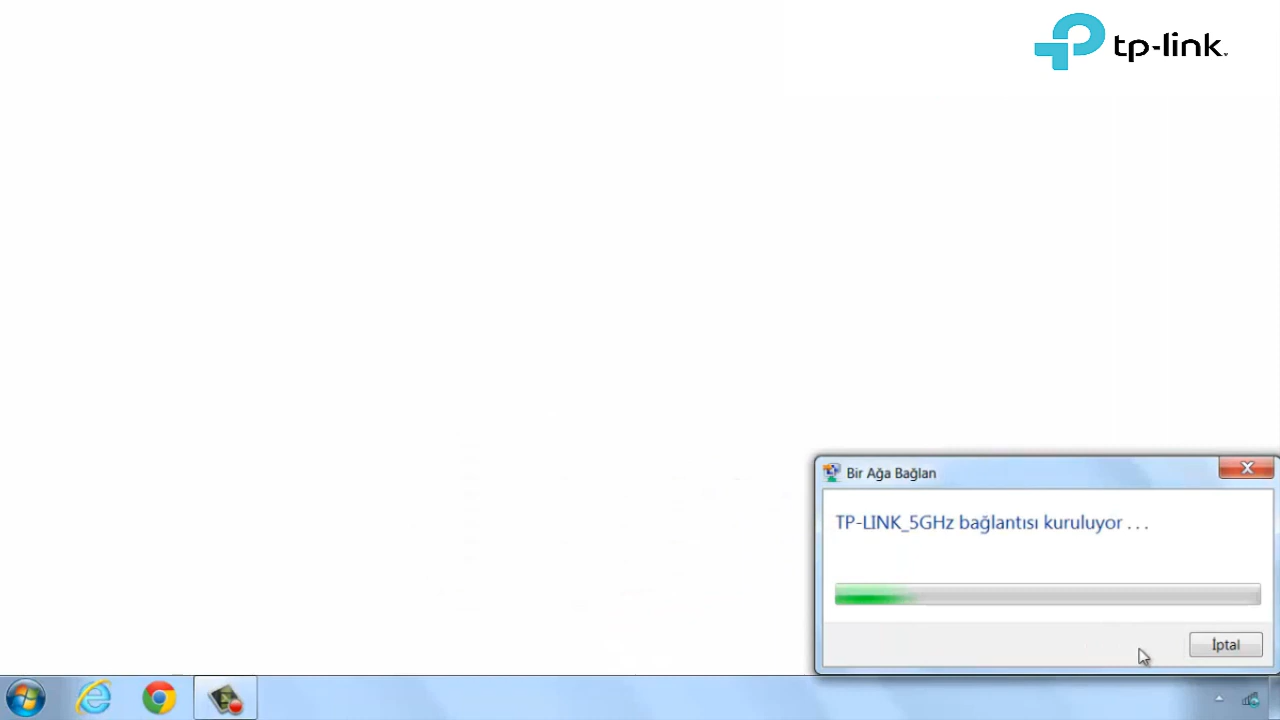 tp-link
Bir Ağa Bağlan
TP-LINK_5GHz bağlantısı kuruluyor . . .
İptal